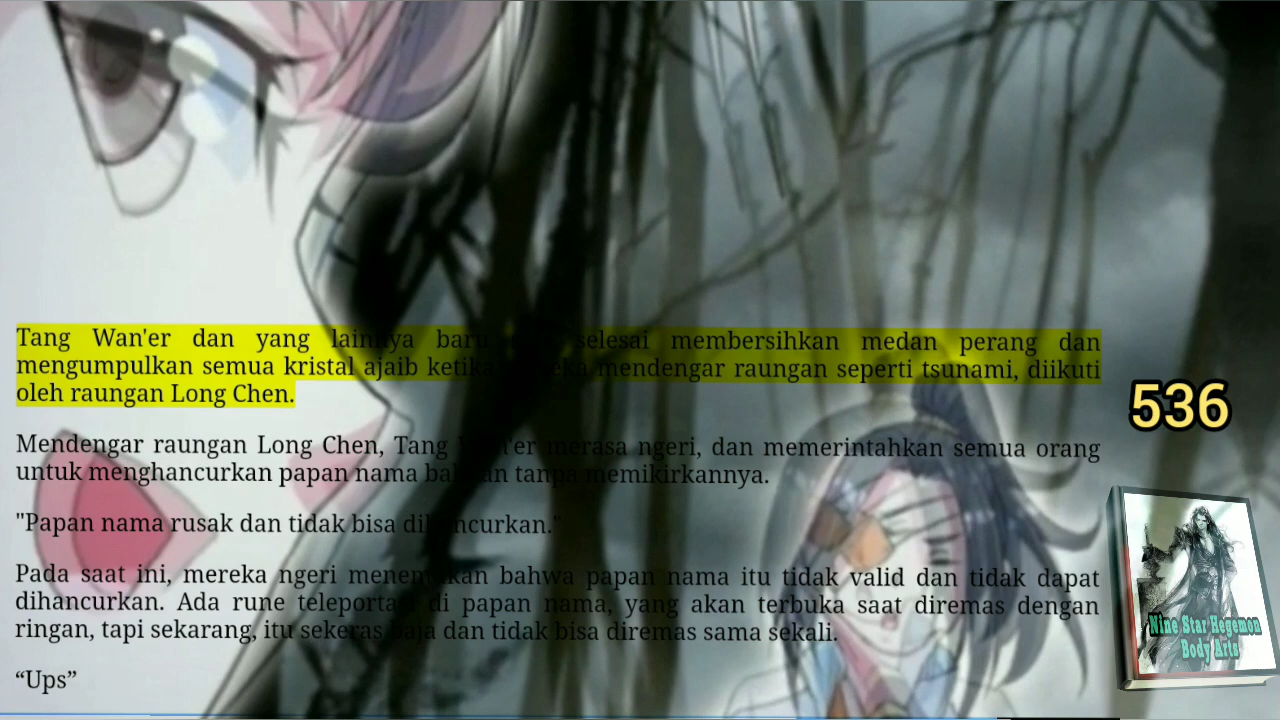 Tang Wan'er dan yang lainnya baru selesai membersihkan medan perang dan
mengumpulkan semua kristal ajaib ketika mereka mendengar raungan seperti tsunami, diikuti
oleh raungan Long Chen.
Mendengar raungan Long Chen, Tang Wan'er merasa ngeri, dan memerintahkan semua orang
untuk menghancurkan papan nama bahkan tanpa memikirkannya.
"Papan nama rusak dan tidak bisa dihancurkan."
Pada saat ini, mereka ngeri menemukan bahwa papan nama itu tidak valid dan tidak dapat
dihancurkan. Ada rune teleportasi di papan nama, yang akan terbuka saat diremas dengan
ringan, tapi sekarang, itu sekeras baja dan tidak bisa diremas sama sekali.
“Ups”
536
Nine Star Hegemon
Body Arts